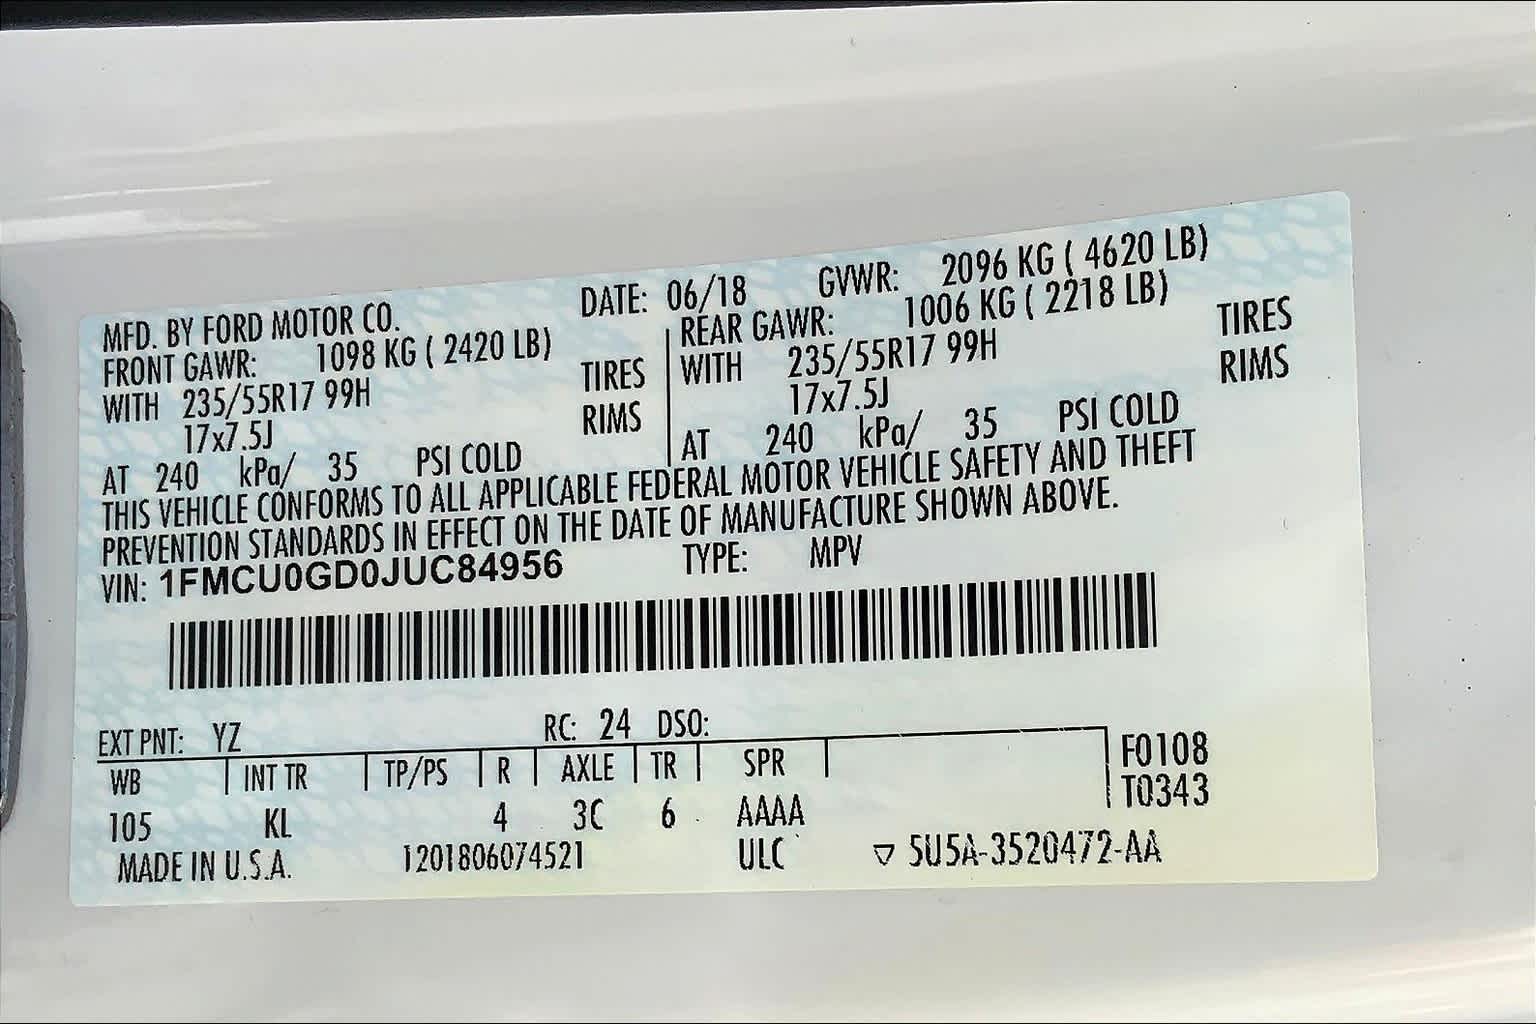 MFD. BY FORD MOTOR CO. DATE: 06/18 GVWR: 2096 KG ( 4620 LB)
FRONT GAWR: 1098 KG ( 2420 LB) REAR GAWR: 1006 KG ( 2218 LB)
WITH 235/55R17 99H TIRES WITH 235/55R17 99H TIRES
17x7.5J RIMS 17x7.5J RIMS
AT 240 kPa/ 35 PSI COLD AT 240 kPa/ 35 PSI COLD
THIS VEHICLE CONFORMS TO ALL APPLICABLE FEDERAL MOTOR VEHICLE SAFETY AND THEFT
PREVENTION STANDARDS IN EFFECT ON THE DATE OF MANUFACTURE SHOWN ABOVE.
VIN: 1FMCU0GD0JUC84956 TYPE: MPV
EXT PNT: YZ RC: 24 DSO:
WB INT TR TP/PS R AXLE TR SPR F0108
T0343
105 KL 4 3C 6 AAAA
MADE IN U.S.A. 1201806074521 ULC ▽ 5U5A-3520472-AA